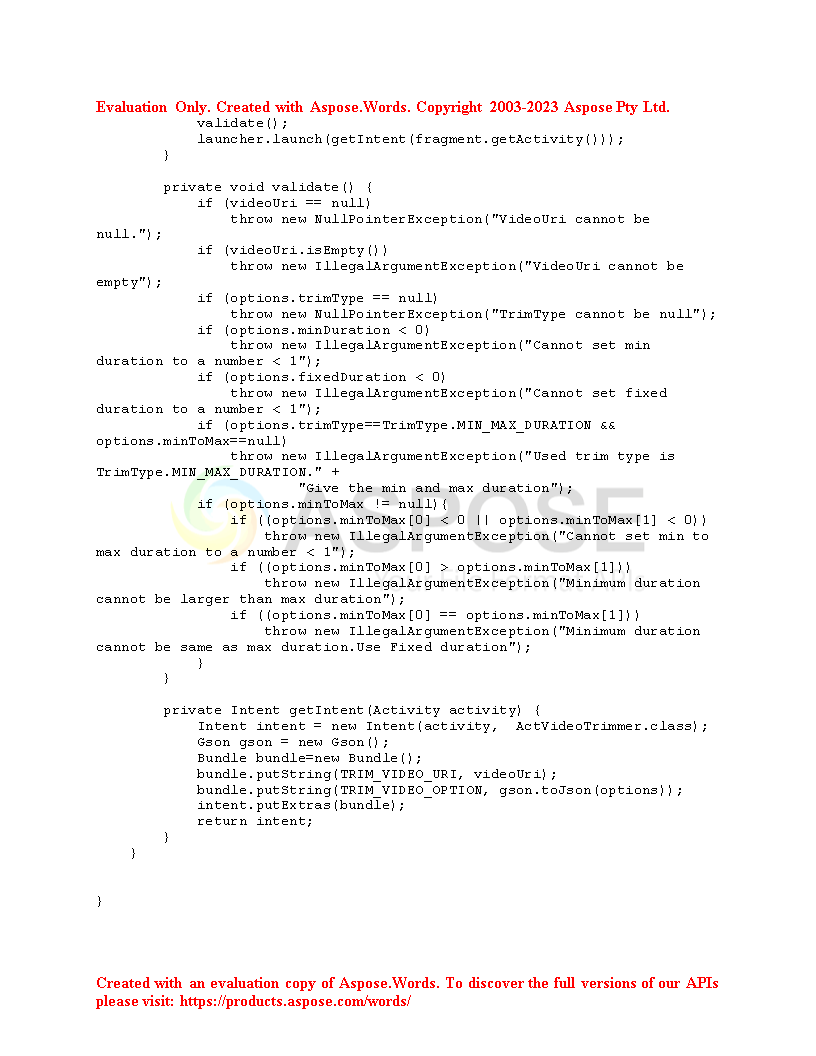 Evaluation Only. Created with Aspose.Words. Copyright 2003-2023 Aspose Pty Ltd.
            validate();
            launcher.launch(getIntent(fragment.getActivity()));
        }
        private void validate() {
            if (videoUri == null)
                throw new NullPointerException("VideoUri cannot be
null.");
            if (videoUri.isEmpty())
                throw new IllegalArgumentException("VideoUri cannot be
empty");
            if (options.trimType == null)
                throw new NullPointerException("TrimType cannot be null");
            if (options.minDuration < 0)
                throw new IllegalArgumentException("Cannot set min
duration to a number < 1");
            if (options.fixedDuration < 0)
                throw new IllegalArgumentException("Cannot set fixed
duration to a number < 1");
            if (options.trimType==TrimType.MIN_MAX_DURATION &&
options.minToMax==null)
                throw new IllegalArgumentException("Used trim type is
TrimType.MIN_MAX_DURATION." +
                        "Give the min and max duration");
            if (options.minToMax != null){
                if ((options.minToMax[0] < 0 || options.minToMax[1] < 0))
                    throw new IllegalArgumentException("Cannot set min to
max duration to a number < 1");
                if ((options.minToMax[0] > options.minToMax[1]))
                    throw new IllegalArgumentException("Minimum duration
cannot be larger than max duration");
                if ((options.minToMax[0] == options.minToMax[1]))
                    throw new IllegalArgumentException("Minimum duration
cannot be same as max duration.Use Fixed duration");
            }
        }
        private Intent getIntent(Activity activity) {
            Intent intent = new Intent(activity,  ActVideoTrimmer.class);
            Gson gson = new Gson();
            Bundle bundle=new Bundle();
            bundle.putString(TRIM_VIDEO_URI, videoUri);
            bundle.putString(TRIM_VIDEO_OPTION, gson.toJson(options));
            intent.putExtras(bundle);
            return intent;
        }
    }
}
ASPOSE
Created with an evaluation copy of Aspose.Words. To discover the full versions of our APIs
please visit: https://products.aspose.com/words/